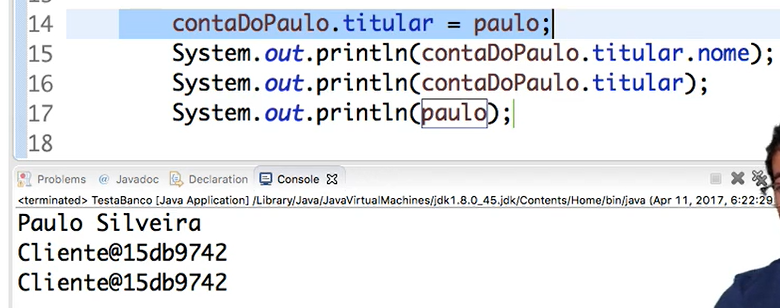 14 contaDoPaulo.titular = paulo;
15 System.out.println(contaDoPaulo.titular.nome);
16 System.out.println(contaDoPaulo.titular);
17 System.out.println(paulo);
18
Problems @ Javadoc Declaration Console
<terminated> TestaBanco [Java Application] /Library/Java/JavaVirtualMachines/jdk1.8.0_45.jdk/Contents/Home/bin/java (Apr 11, 2017, 6:22:29
Paulo Silveira
Cliente@15db9742
Cliente@15db9742